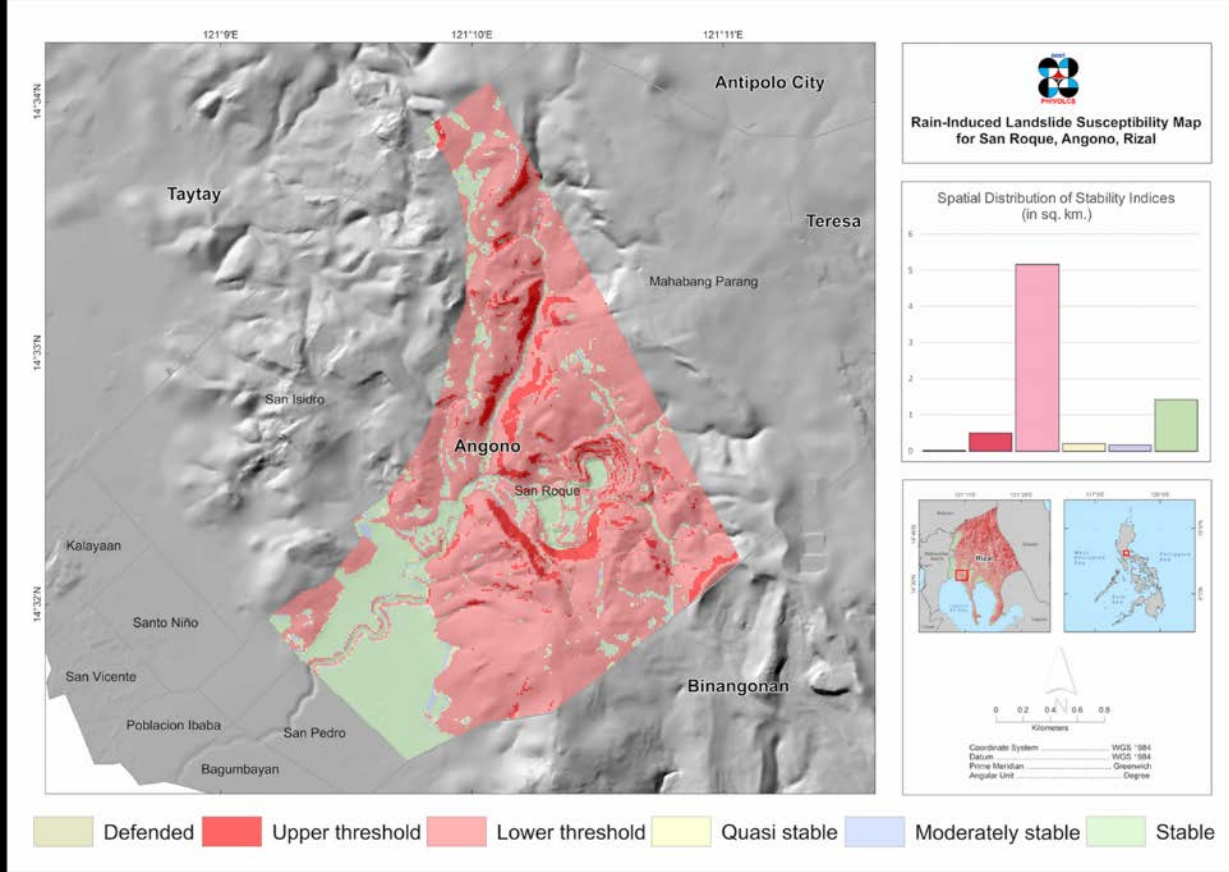 121°9'E
121°10'E
121°11'E
14°34'N
14°33'N
14°32'N
Antipolo City
Taytay
Teresa
Mahabang Parang
San Isidro
Angono
San Roque
Kalayaan
Santo Niño
San Vicente
Binangonan
Poblacion Ibaba
San Pedro
Bagumbayan
DOST
PHIVOLCS
Rain-Induced Landslide Susceptibility Map
for San Roque, Angono, Rizal
Spatial Distribution of Stability Indices
(in sq. km.)
6
5
4
3
2
1
0
Rizal
N
0 0.2 0.4 0.6 0.8
Kilometers
Coordinate System WGS 1984
Datum WGS 1984
Prime Meridian Greenwich
Angular Unit Degree
Defended Upper threshold Lower threshold Quasi stable Moderately stable Stable